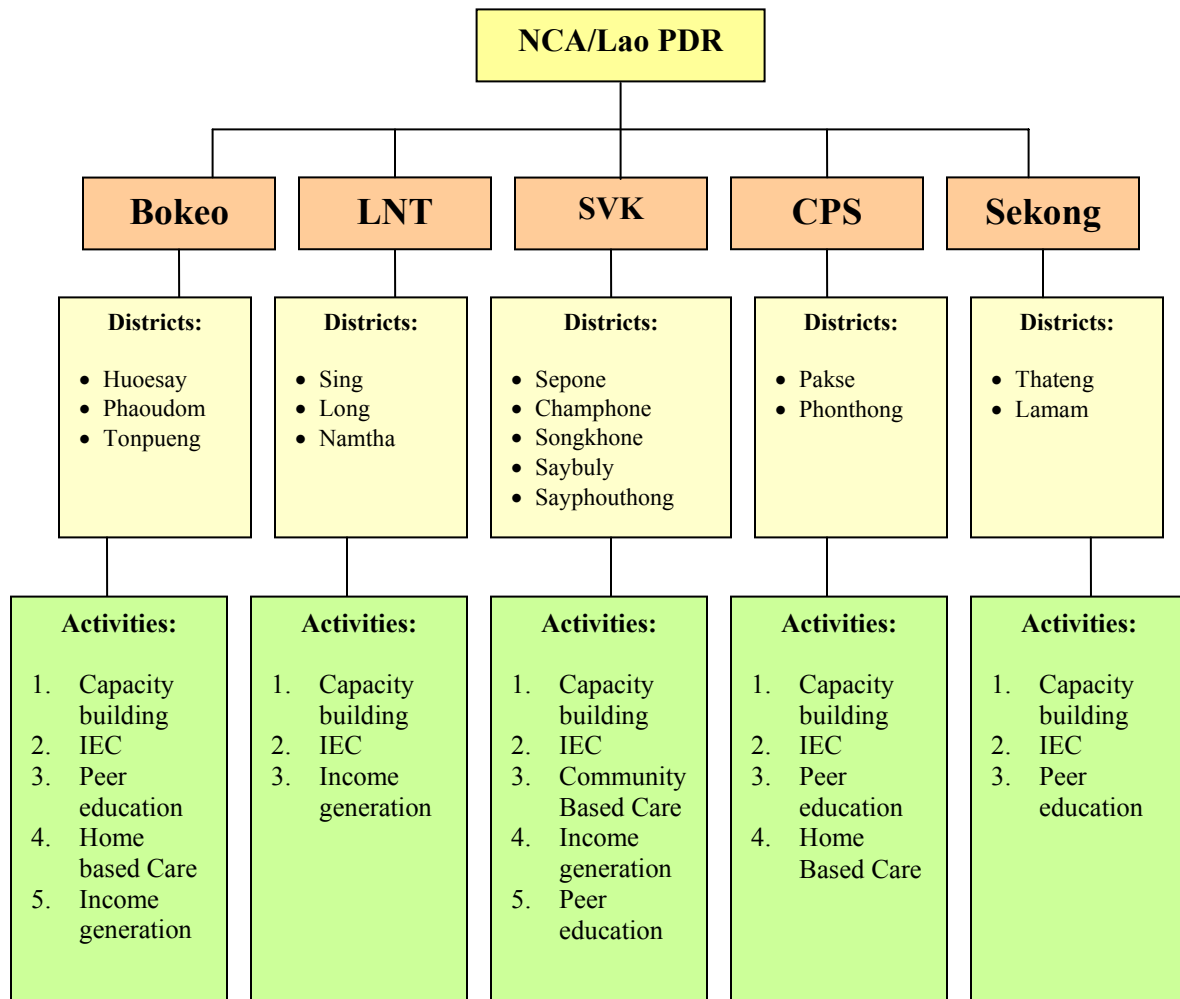 NCA/Lao PDR
Bokeo
LNT
SVK
CPS
Sekong
Districts:
• Huoesay
• Phaoudom
• Tonpueng
Districts:
• Sing
• Long
• Namtha
Districts:
• Sepone
• Champhone
• Songkhone
• Saybuly
• Sayphouthong
Districts:
• Pakse
• Phonthong
Districts:
• Thateng
• Lamam
Activities:
1. Capacity
building
2. IEC
3. Peer
education
4. Home
based Care
5. Income
generation
Activities:
1. Capacity
building
2. IEC
3. Income
generation
Activities:
1. Capacity
building
2. IEC
3. Community
Based Care
4. Income
generation
5. Peer
education
Activities:
1. Capacity
building
2. IEC
3. Peer
education
4. Home
Based Care
Activities:
1. Capacity
building
2. IEC
3. Peer
education